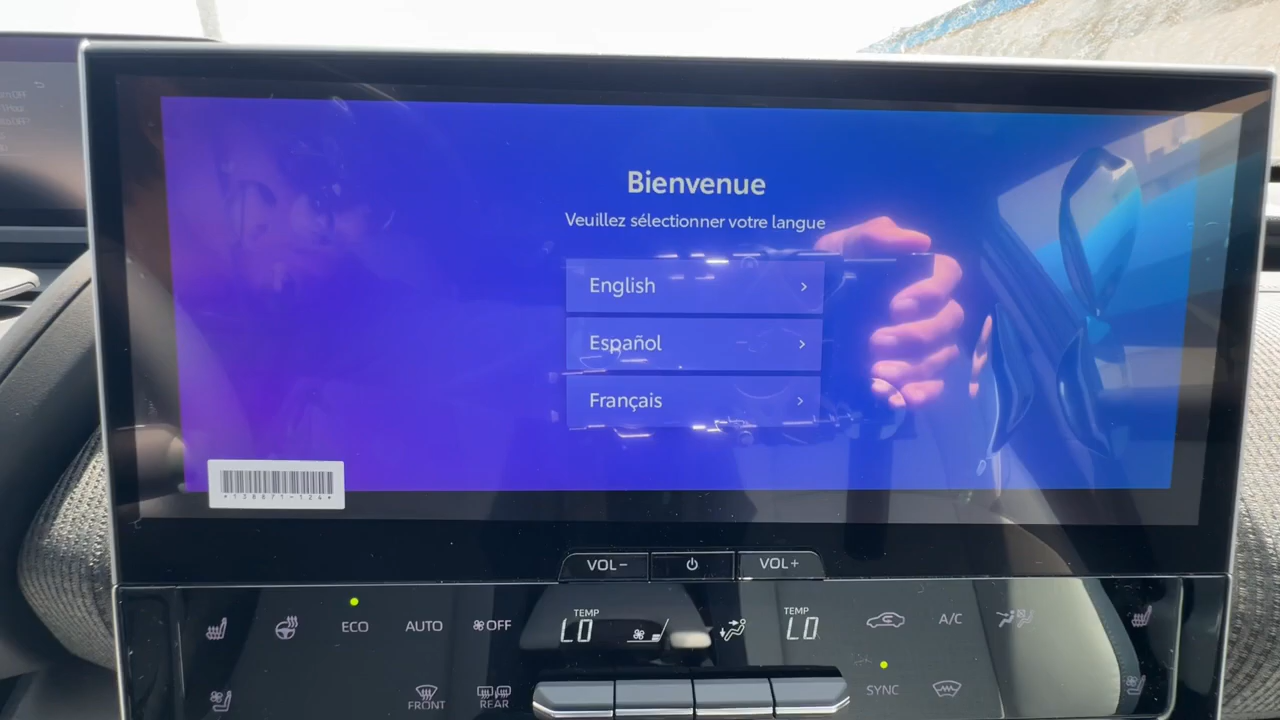 Bienvenue
Veuillez sélectionner votre langue
English
Español
Français
VOL-
VOL+
TEMP
LO
TEMP
LO
ECO
AUTO
OFF
A/C
FRONT
REAR
SYNC